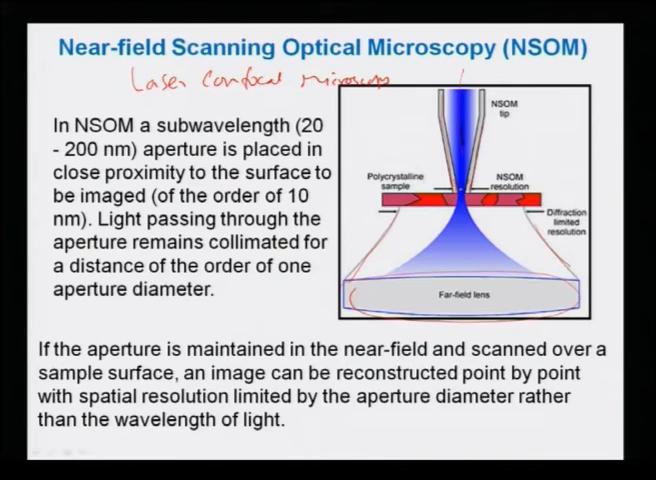 Near-field Scanning Optical Microscopy (NSOM)
Laser Confocal Microscopy
In NSOM a subwavelength (20
- 200 nm) aperture is placed in
close proximity to the surface to
be imaged (of the order of 10
nm). Light passing through the
aperture remains collimated for
a distance of the order of one
aperture diameter.
NSOM
tip
Polycrystalline
sample
NSOM
resolution
Diffraction
limited
resolution
Far-field lens
If the aperture is maintained in the near-field and scanned over a
sample surface, an image can be reconstructed point by point
with spatial resolution limited by the aperture diameter rather
than the wavelength of light.